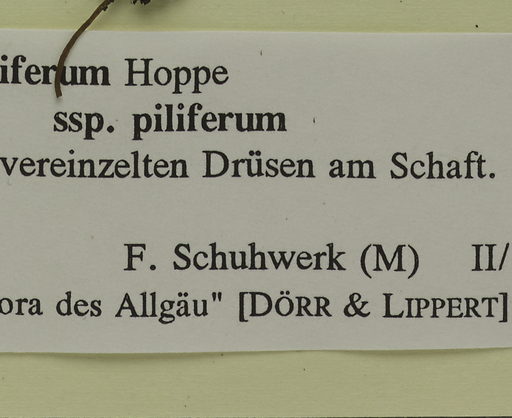 iferum Hoppe
ssp. piliferum
vereinzelten Drüsen am Schaft.
F. Schuhwerk (M) II/
ora des Allgäu" [DÖRR & LIPPERT]